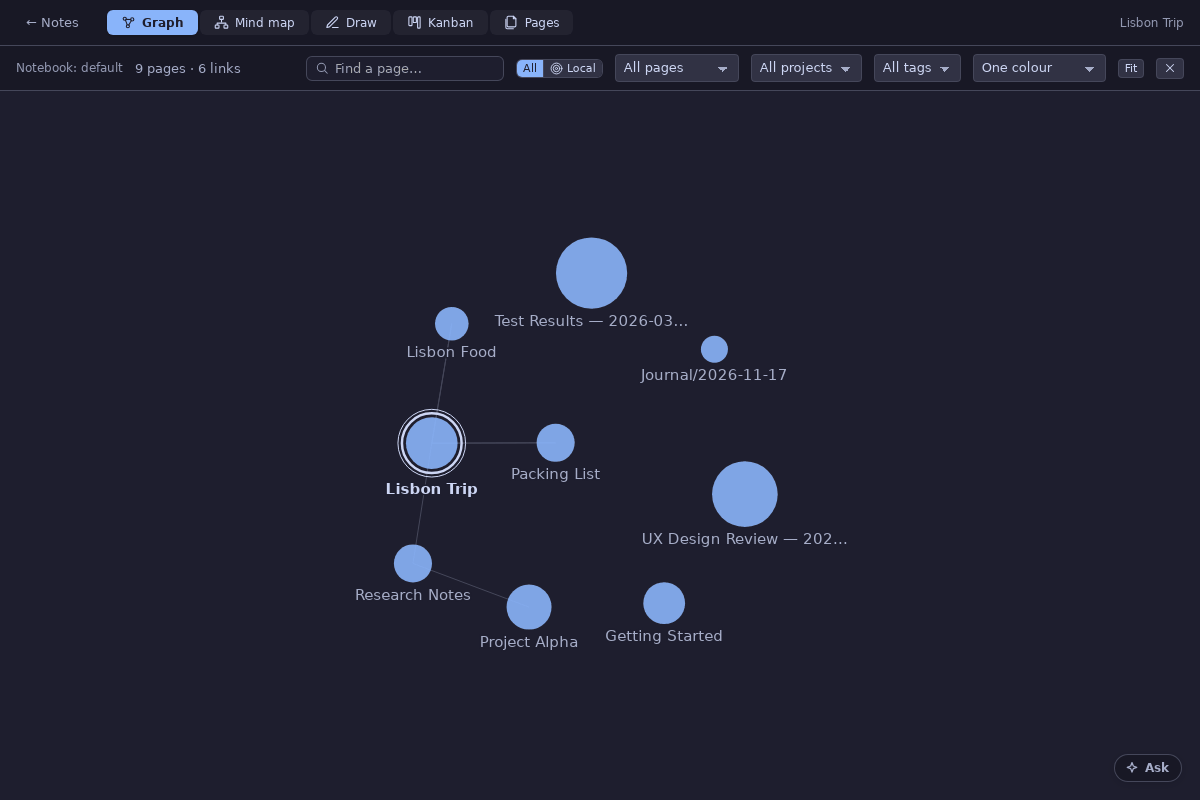 ← Notes
Graph
Mind map
Draw
Kanban
Pages
Lisbon Trip
Notebook: default
9 pages · 6 links
Find a page...
All
Local
All pages
All projects
All tags
One colour
Fit
Test Results — 2026-03...
Lisbon Food
Journal/2026-11-17
Packing List
Lisbon Trip
UX Design Review — 202...
Research Notes
Getting Started
Project Alpha
Ask